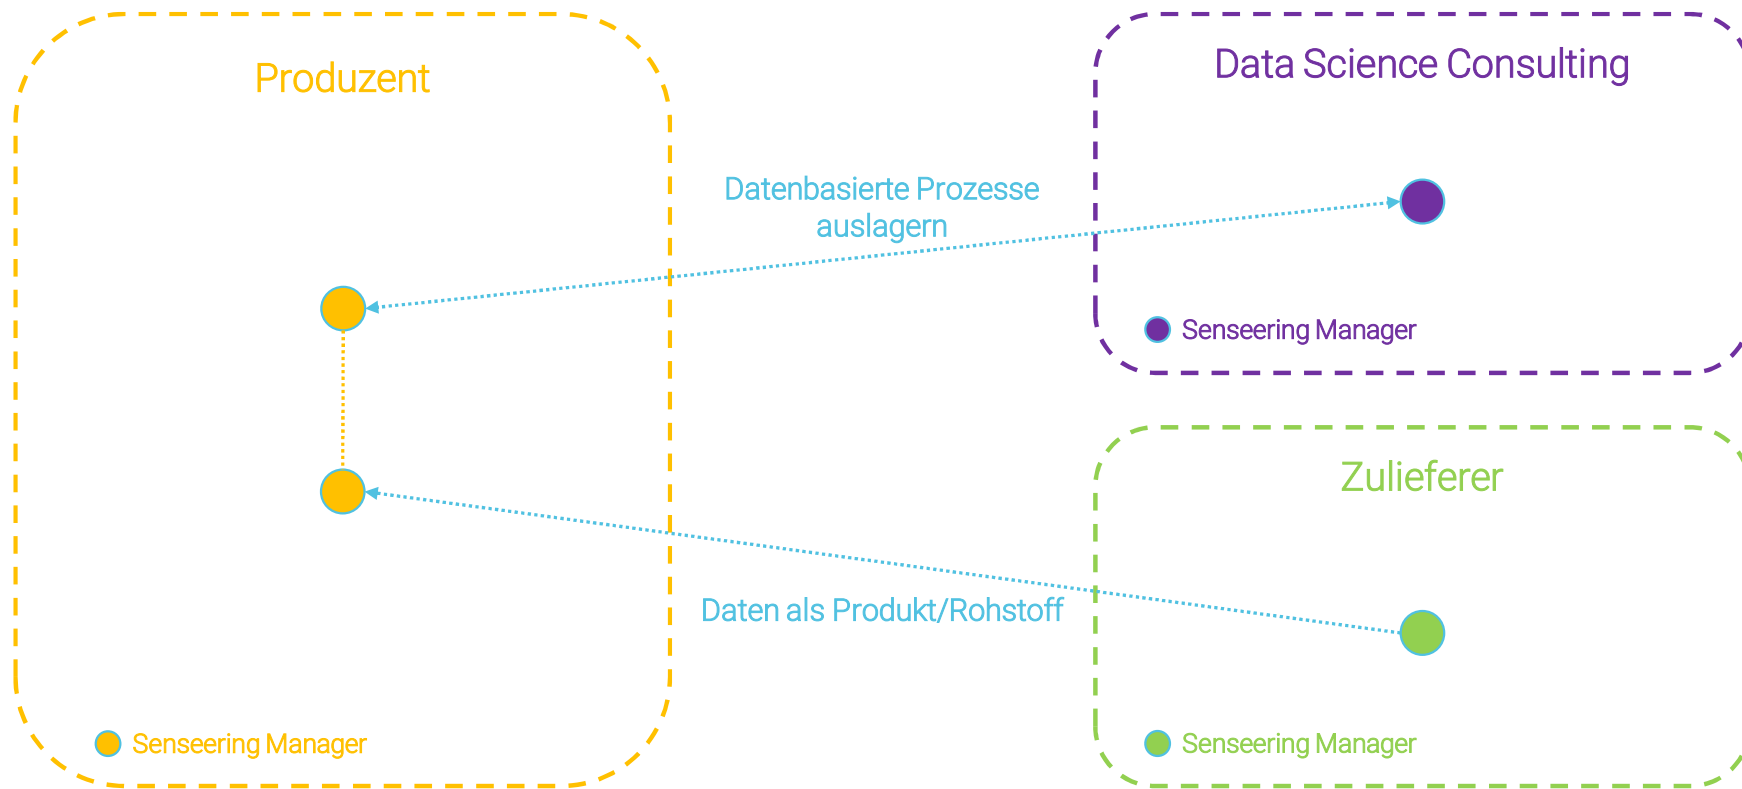 Produzent
Data Science Consulting
Datenbasierte Prozesse
auslagern
Senseering Manager
Zulieferer
Daten als Produkt/Rohstoff
Senseering Manager
Senseering Manager